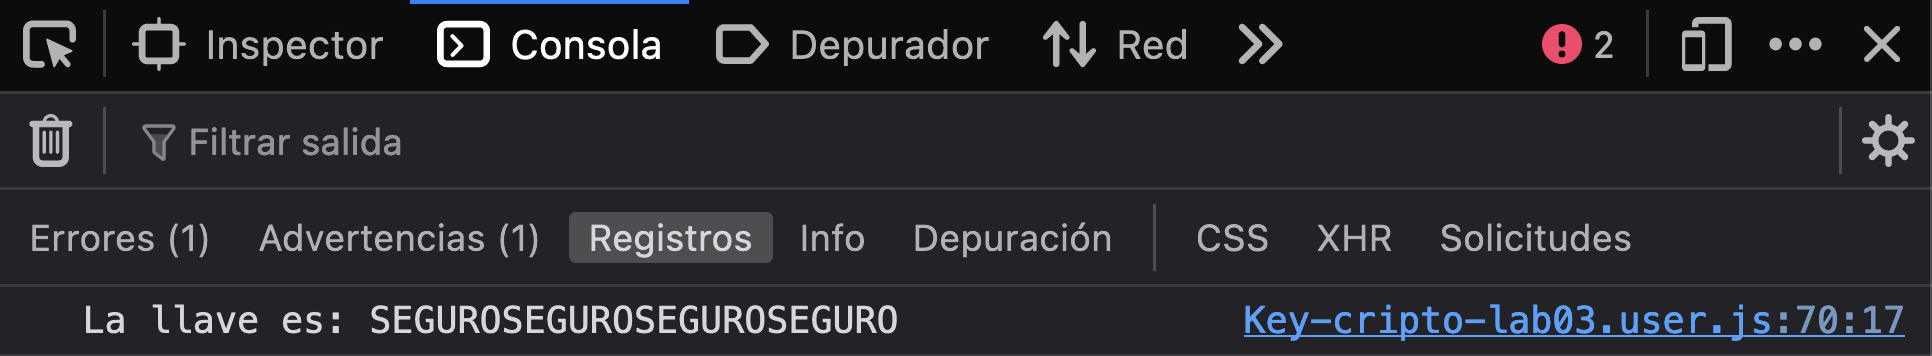 Inspector Consola Depurador Red 2
Filtrar salida
Errores (1) Advertencias (1) Registros Info Depuración CSS XHR Solicitudes
La llave es: SEGUROSEGUROSEGUROSEGURO Key-cripto-lab03.user.js:70:17